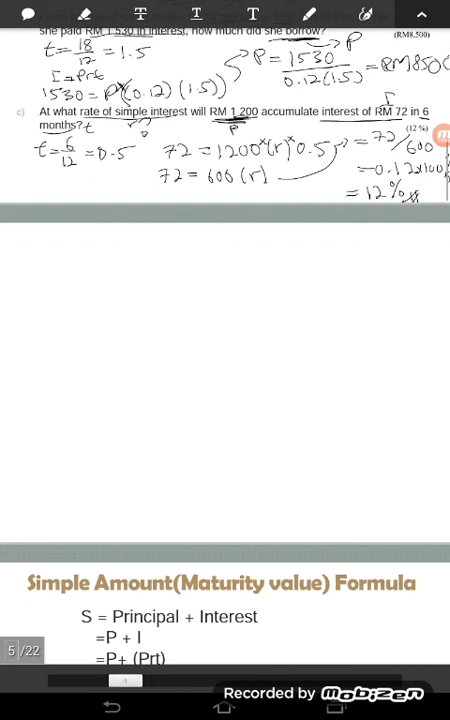 she paid RM 1 530 in interest, how much did she borrow? P
(RM8,500)
t = 18/12 = 1.5
I = Prt
1530 = P (0.12) (1.5)
P = 1530 / 0.12(1.5) = RM8500
c) At what rate of simple interest will RM 1 200 accumulate interest of RM 72 in 6
months? t
P
(12 %)
t = 6/12 = 0.5
72 = 1200 × (r) × 0.5
72 = 600 (r)
= 72/600
= 0.12 x 100
= 12%
Simple Amount(Maturity value) Formula
S = Principal + Interest
=P + I
=P+ (Prt)
5 /22
Recorded by Mobizen